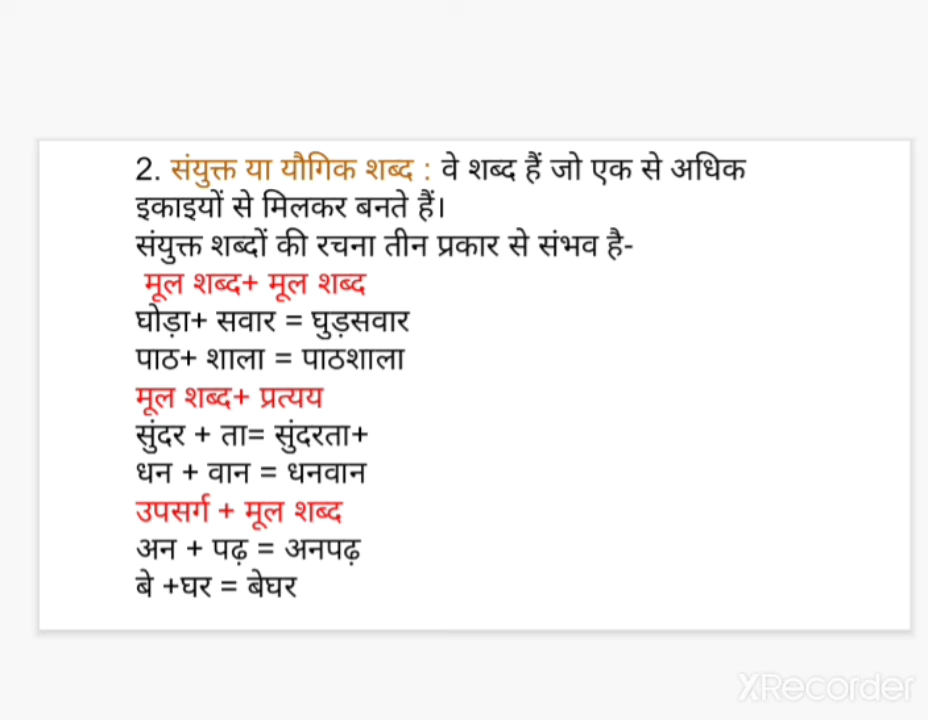 2. संयुक्त या यौगिक शब्द : वे शब्द हैं जो एक से अधिक
इकाइयों से मिलकर बनते हैं।
संयुक्त शब्दों की रचना तीन प्रकार से संभव है-
मूल शब्द+ मूल शब्द
घोड़ा+ सवार = घुड़सवार
पाठ+ शाला = पाठशाला
मूल शब्द+ प्रत्यय
सुंदर + ता= सुंदरता+
धन + वान = धनवान
उपसर्ग + मूल शब्द
अन + पढ़ = अनपढ़
बे +घर = बेघर
XRecorder